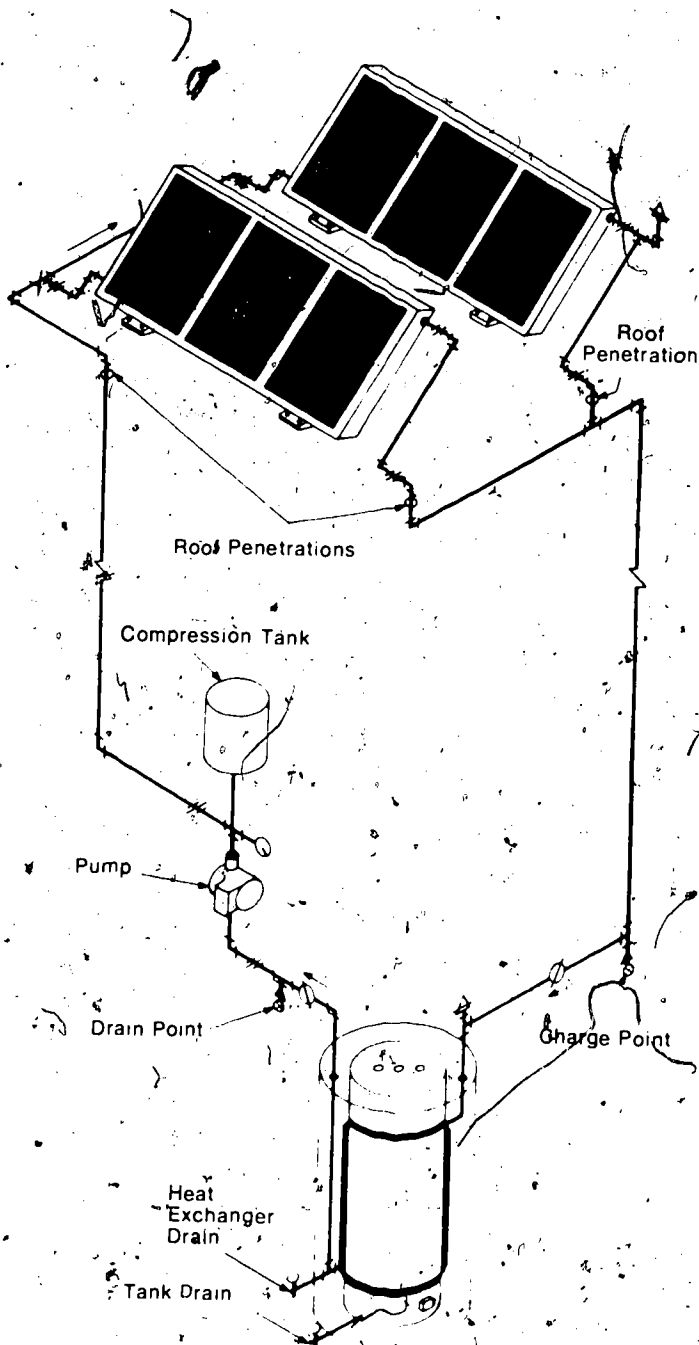 Roof
Penetration
Roof Penetrations
Compression Tank
Pump
Drain Point
Charge Point
Heat
Exchanger
Drain
Tank Drain